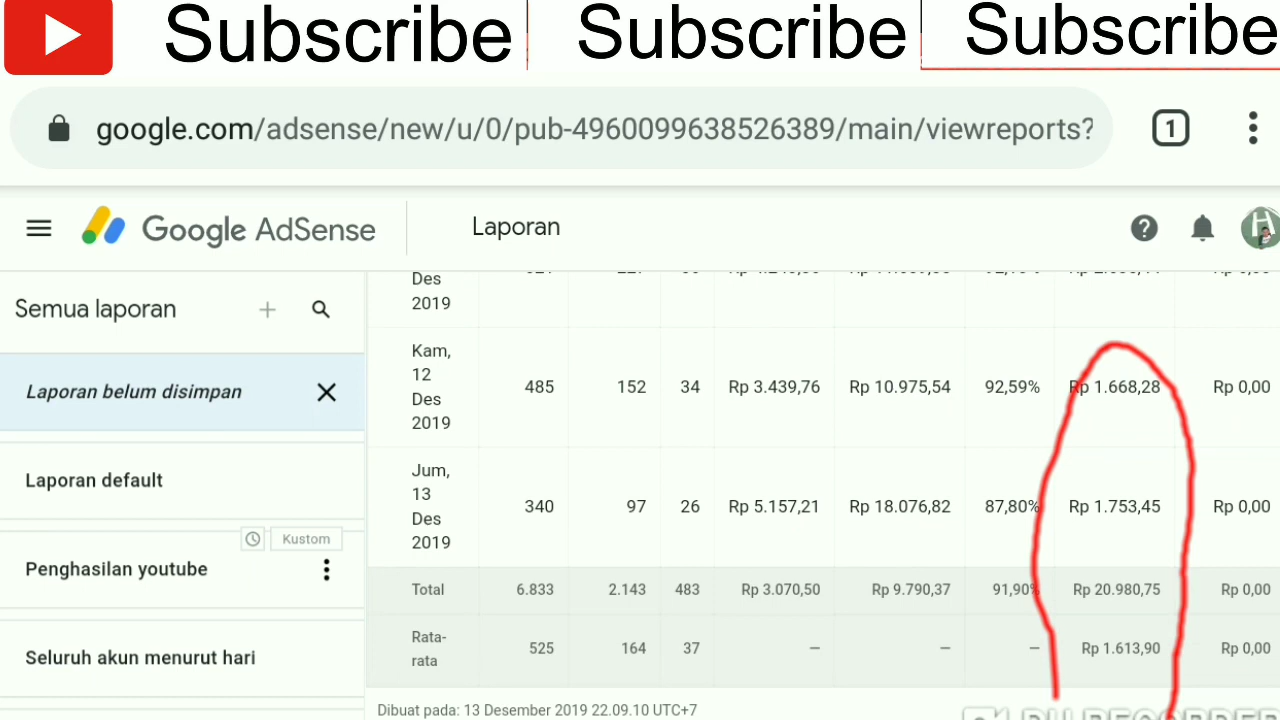 Subscribe Subscribe Subscribe
google.com/adsense/new/u/0/pub-4960099638526389/main/viewreports?
1
Google AdSense
Laporan
Semua laporan
Laporan belum disimpan
Laporan default
Kustom
Penghasilan youtube
Seluruh akun menurut hari
Des
2019
Kam,
12
Des
2019
485 152 34 Rp 3.439,76 Rp 10.975,54 92,59% Rp 1.668,28 Rp 0,00
Jum,
13
Des
2019
340 97 26 Rp 5.157,21 Rp 18.076,82 87,80% Rp 1.753,45 Rp 0,00
Total 6.833 2.143 483 Rp 3.070,50 Rp 9.790,37 91,90% Rp 20.980,75 Rp 0,00
Rata-
rata
525 164 37 – – – Rp 1.613,90 Rp 0,00
Dibuat pada: 13 Desember 2019 22.09.10 UTC+7